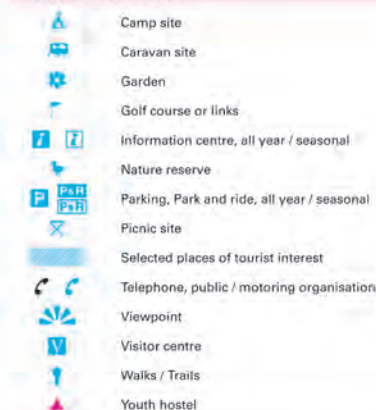 Camp site
Caravan site
Garden
Golf course or links
i i Information centre, all year / seasonal
Nature reserve
P P&R P&R Parking, Park and ride, all year / seasonal
Picnic site
Selected places of tourist interest
Telephone, public / motoring organisation
Viewpoint
V Visitor centre
Walks / Trails
Youth hostel